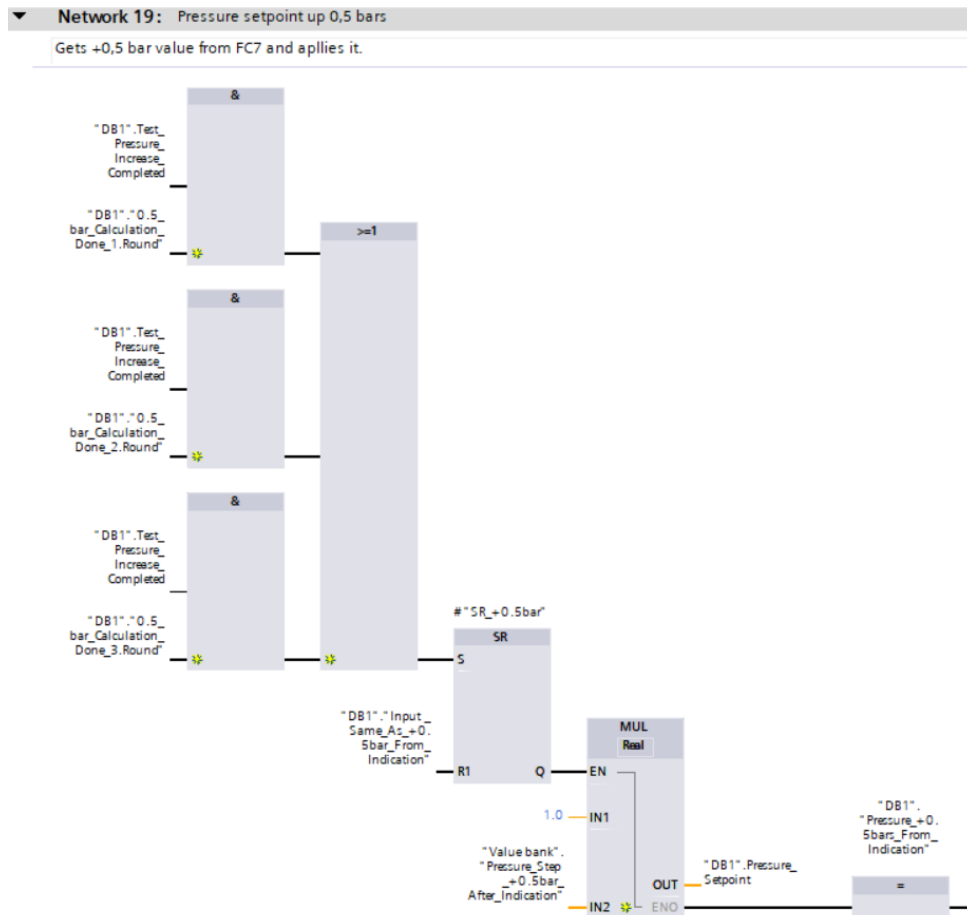 Network 19: Pressure setpoint up 0,5 bars
Gets +0,5 bar value from FC7 and apllies it.
&
"DB1".Test_
Pressure_
Increase_
Completed
"DB1"."0.5_
bar_Calculation_
Done_1.Round"
>=1
&
"DB1".Test_
Pressure_
Increase_
Completed
"DB1"."0.5_
bar_Calculation_
Done_2.Round"
&
"DB1".Test_
Pressure_
Increase_
Completed
"DB1"."0.5_
bar_Calculation_
Done_3.Round"
#"SR_+0.5bar"
SR
S
"DB1"."Input_
Same_As_+0.
5bar_From_
Indication"
R1 Q
MUL
Real
EN
1.0 IN1
"Value bank".
"Pressure_Step
_+0.5bar_
After_Indication"
IN2
OUT
"DB1".Pressure_
Setpoint
ENO
"DB1".
"Pressure_+0.
5bars_From_
Indication"
=